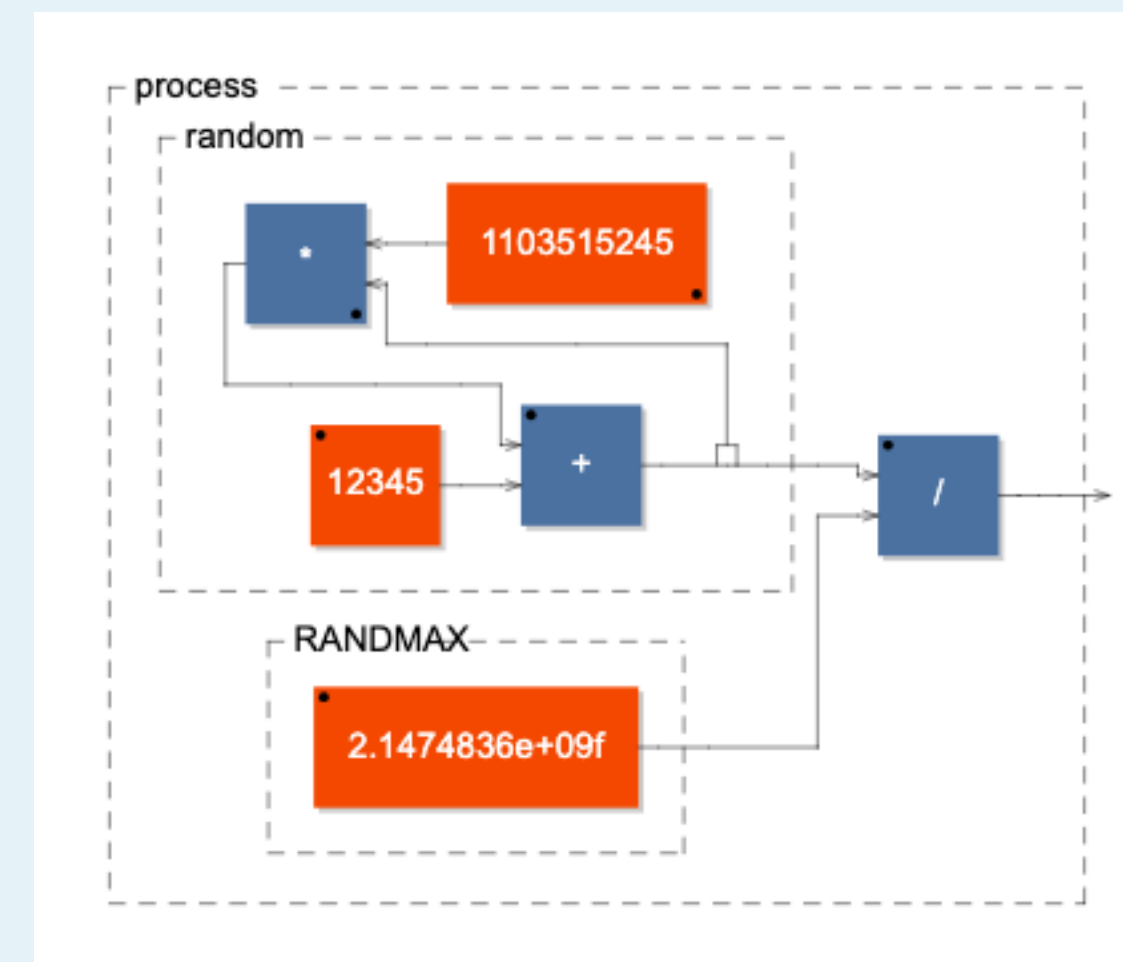 process
random
*
1103515245
12345
+
/
RANDMAX
2.1474836e+09f